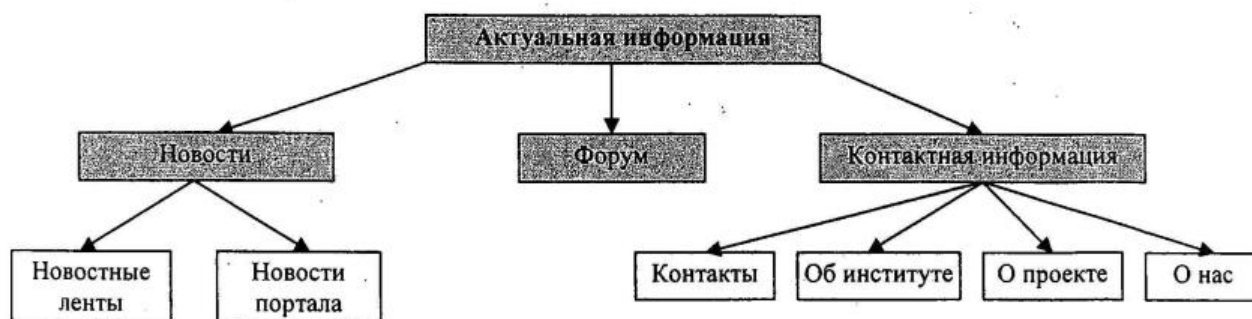 Актуальная информация
Новости
Форум
Контактная информация
Новостные
ленты
Новости
портала
Контакты
Об институте
О проекте
О нас